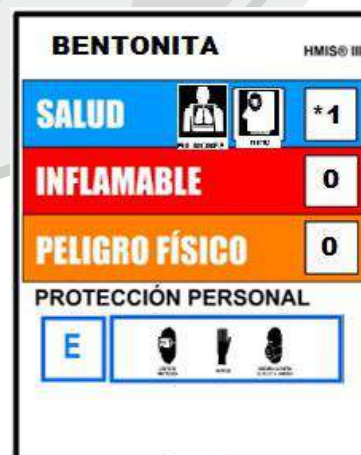 BENTONITA
HMIS® III
SALUD
*1
INFLAMABLE
0
PELIGRO FÍSICO
0
PROTECCIÓN PERSONAL
E